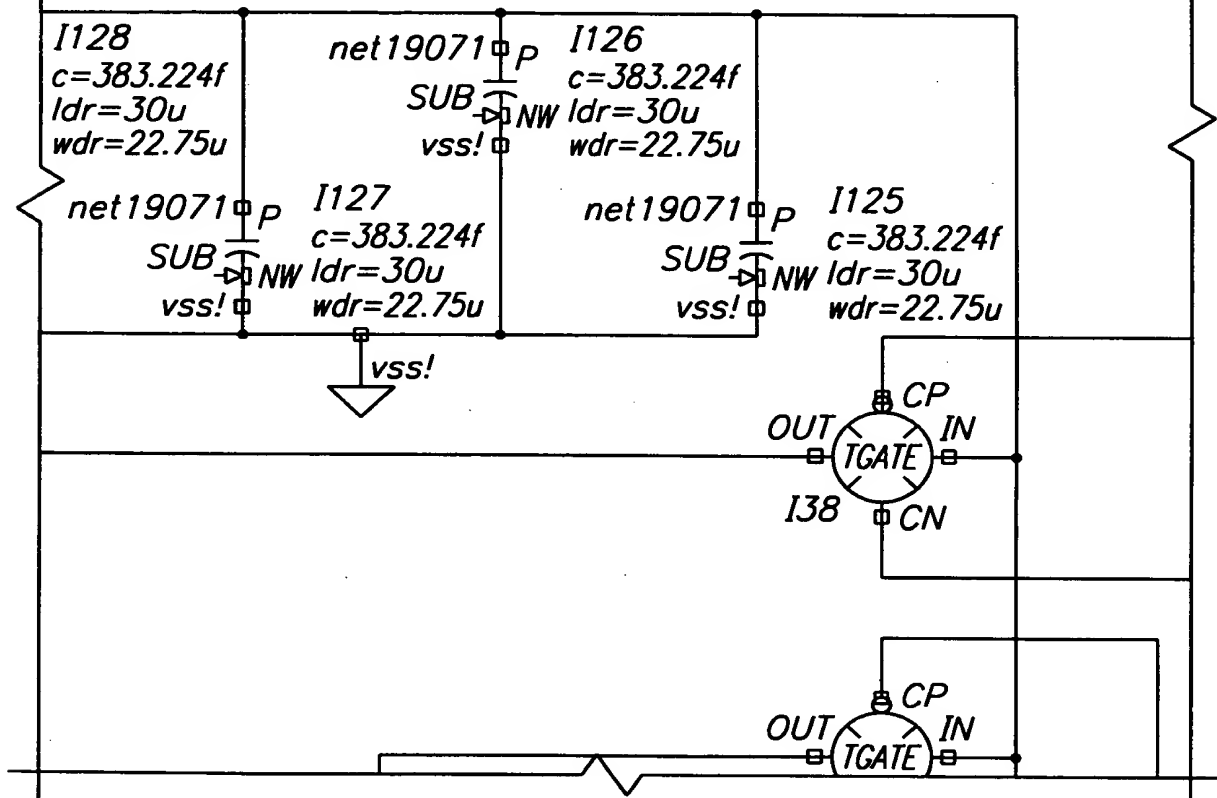 I128
c=383.224f
ldr=30u
wdr=22.75u
net19071 P
SUB NW
vss!
I126
c=383.224f
ldr=30u
wdr=22.75u
net19071 P
SUB NW
vss!
I127
c=383.224f
ldr=30u
wdr=22.75u
net19071 P
SUB NW
vss!
I125
c=383.224f
ldr=30u
wdr=22.75u
vss!
CP
OUT TGATE IN
I38 CN
CP
OUT TGATE IN